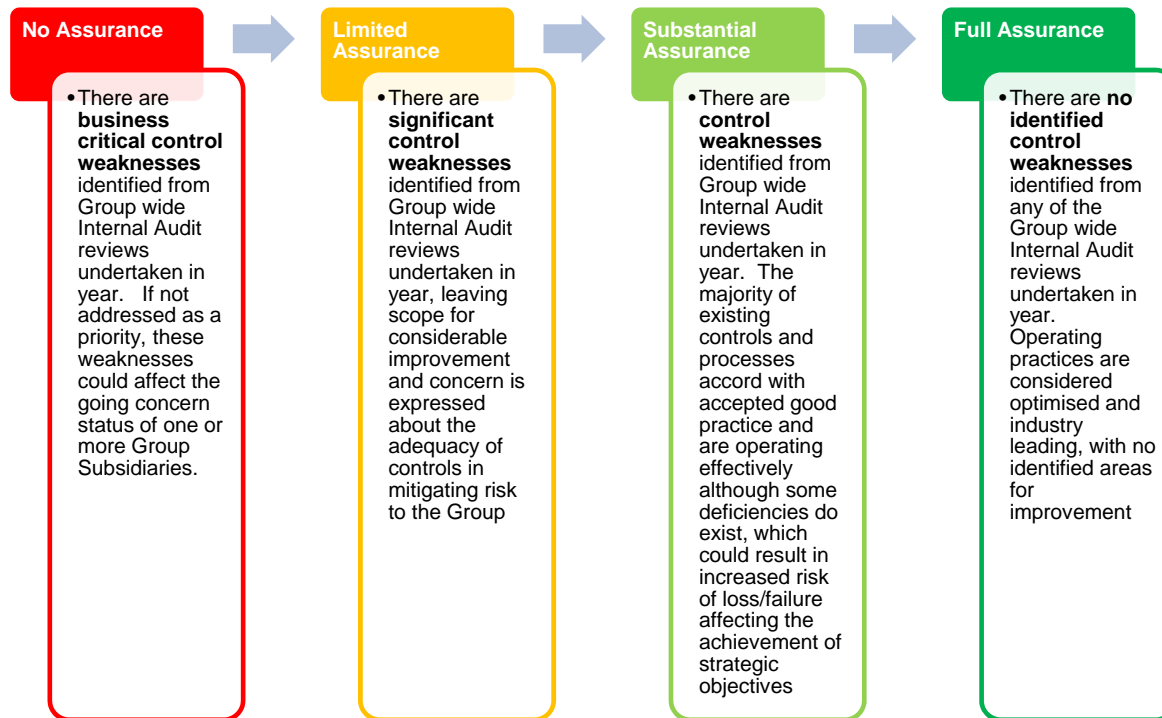 No Assurance
•There are
business
critical control
weaknesses
identified from
Group wide
Internal Audit
reviews
undertaken in
year.   If not
addressed as a
priority, these
weaknesses
could affect the
going concern
status of one or
more Group
Subsidiaries.
Limited
Assurance
•There are
significant
control
weaknesses
identified from
Group wide
Internal Audit
reviews
undertaken in
year, leaving
scope for
considerable
improvement
and concern is
expressed
about the
adequacy of
controls in
mitigating risk
to the Group
Substantial
Assurance
•There are
control
weaknesses
identified from
Group wide
Internal Audit
reviews
undertaken in
year.  The
majority of
existing
controls and
processes
accord with
accepted good
practice and
are operating
effectively
although some
deficiencies do
exist, which
could result in
increased risk
of loss/failure
affecting the
achievement of
strategic
objectives
Full Assurance
•There are no
identified
control
weaknesses
identified from
any of the
Group wide
Internal Audit
reviews
undertaken in
year.
Operating
practices are
considered
optimised and
industry
leading, with no
identified areas
for
improvement